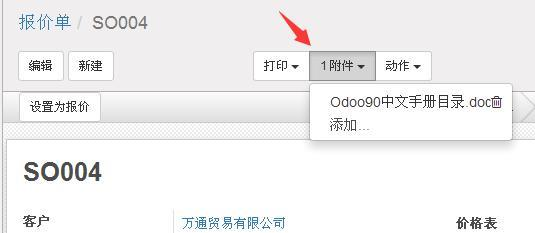 报价单 / SO004
编辑 新建 打印 1附件 动作
Odoo90中文手册目录.doc
添加...
设置为报价
SO004
客户 万通贸易有限公司 价格表